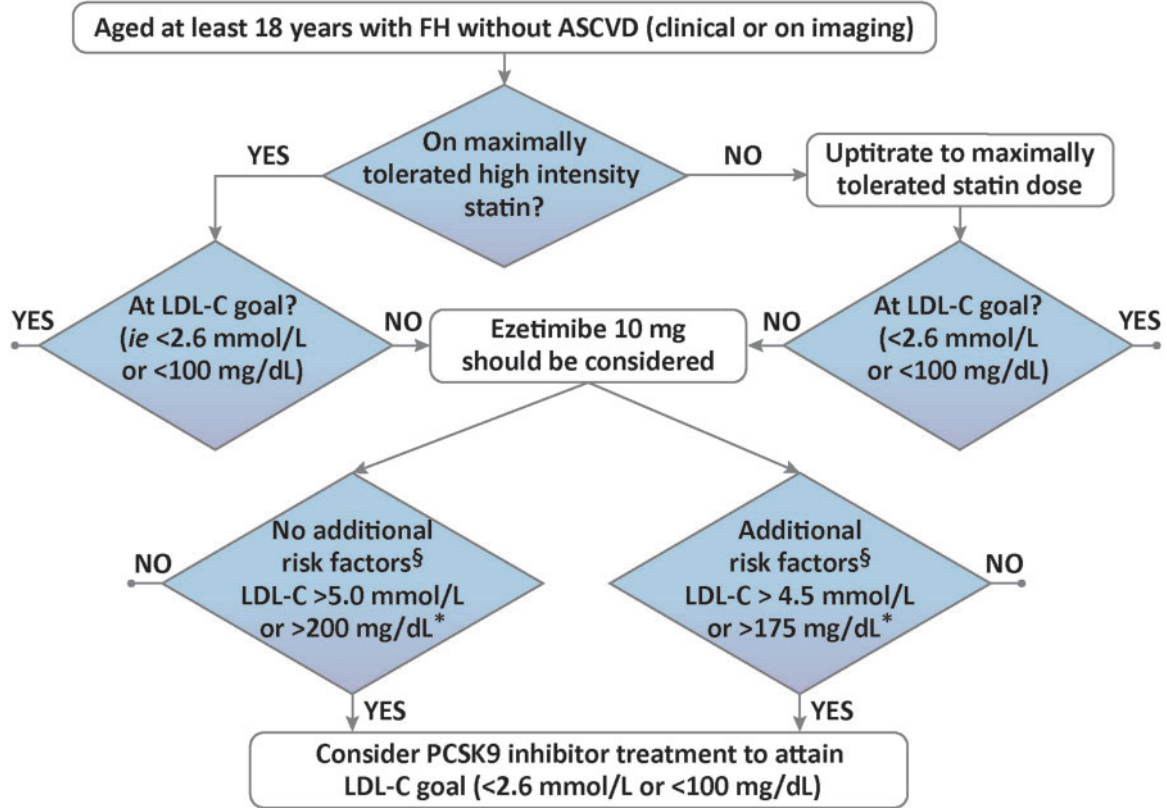 Aged at least 18 years with FH without ASCVD (clinical or on imaging)
YES
On maximally
tolerated high intensity
statin?
NO
Uptitrate to maximally
tolerated statin dose
YES
At LDL-C goal?
(ie <2.6 mmol/L
or <100 mg/dL)
NO
Ezetimibe 10 mg
should be considered
NO
At LDL-C goal?
(<2.6 mmol/L
or <100 mg/dL)
YES
NO
No additional
risk factors§
LDL-C >5.0 mmol/L
or >200 mg/dL*
YES
Additional
risk factors§
LDL-C > 4.5 mmol/L
or >175 mg/dL*
NO
YES
Consider PCSK9 inhibitor treatment to attain
LDL-C goal (<2.6 mmol/L or <100 mg/dL)